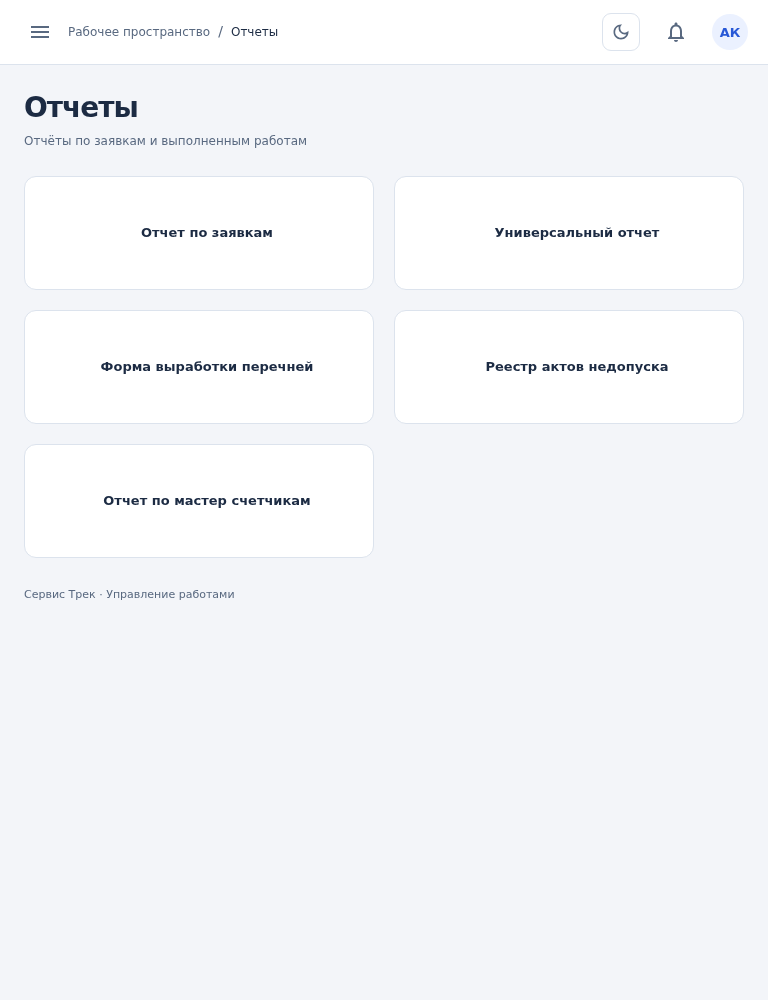 Рабочее пространство / Отчеты
АК
Отчеты
Отчёты по заявкам и выполненным работам
Отчет по заявкам
Универсальный отчет
Форма выработки перечней
Реестр актов недопуска
Отчет по мастер счетчикам
Сервис Трек · Управление работами